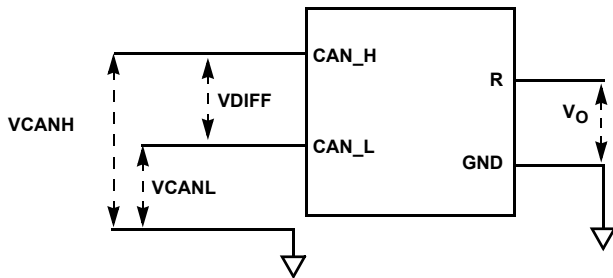 CAN_H
R
VDIFF
VCANH
VO
CAN_L
GND
VCANL